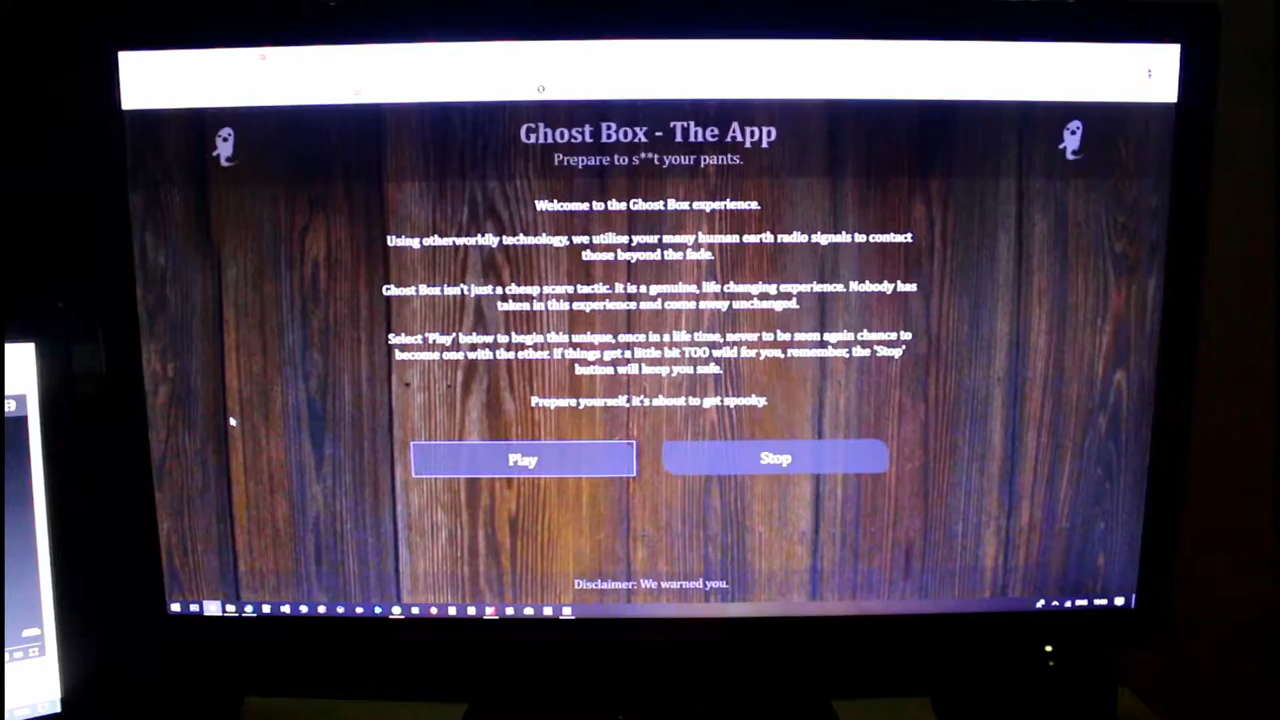 Ghost Box - The App
Prepare to s**t your pants.
Welcome to the Ghost Box experience.
Using otherworldly technology, we utilise your many human earth radio signals to contact
those beyond the fade.
Ghost Box isn't just a cheap scare tactic. It is a genuine, life changing experience. Nobody has
taken in this experience and come away unchanged.
Select 'Play' below to begin this unique, once in a life time, never to be seen again chance to
become one with the ether. If things get a little bit TOO wild for you, remember, the 'Stop'
button will keep you safe.
Prepare yourself, it's about to get spooky.
Play
Stop
Disclaimer: We warned you.